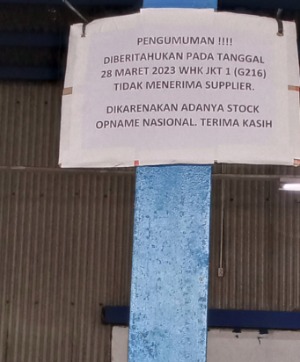 PENGUMUMAN !!!!
DIBERITAHUKAN PADA TANGGAL
28 MARET 2023 WHK JKT 1 (G216)
TIDAK MENERIMA SUPPLIER.
DIKARENAKAN ADANYA STOCK
OPNAME NASIONAL. TERIMA KASIH